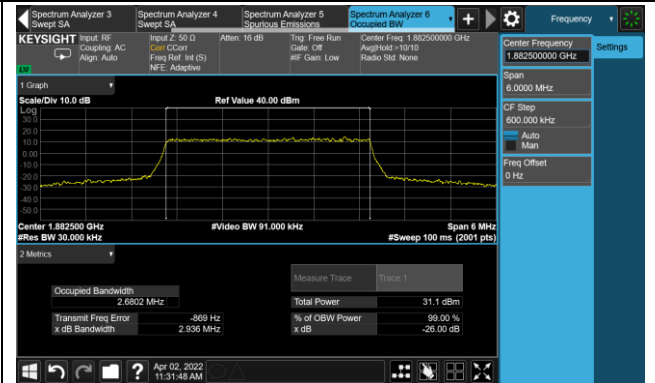 Spectrum Analyzer 3
Swept SA
Spectrum Analyzer 4
Swept SA
Spectrum Analyzer 5
Spurious Emissions
Spectrum Analyzer 6
Occupied BW
Frequency
KEYSIGHT
Input: RF
Coupling: AC
Align: Auto
Input Z: 50 Ω
Corr CCorr
Freq Ref: Int (S)
NFE: Adaptive
Atten: 16 dB
Trig: Free Run
Gate: Off
#IF Gain: Low
Center Freq: 1.882500000 GHz
Avg|Hold:>10/10
Radio Std: None
Center Frequency
1.882500000 GHz
Settings
Span
6.0000 MHz
CF Step
600.000 kHz
Auto
Man
Freq Offset
0 Hz
1 Graph
Scale/Div 10.0 dB
Ref Value 40.00 dBm
Log
30.0
20.0
10.0
0.00
-10.0
-20.0
-30.0
-40.0
-50.0
Center 1.882500 GHz
#Video BW 91.000 kHz
Span 6 MHz
#Res BW 30.000 kHz
#Sweep 100 ms (2001 pts)
2 Metrics
Measure Trace
Trace 1
Occupied Bandwidth
2.6802 MHz
Total Power
31.1 dBm
Transmit Freq Error
-869 Hz
% of OBW Power
99.00 %
x dB Bandwidth
2.936 MHz
x dB
-26.00 dB
Apr 02, 2022
11:31:48 AM